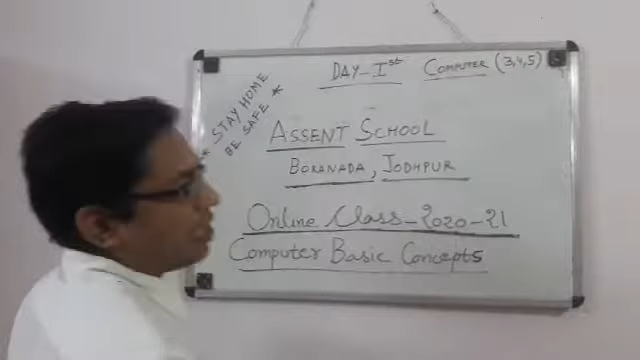 DAY-Ist Computer (3,4,5)
* STAY HOME
BE SAFE *
ASSENT SCHOOL
BORANADA, JODHPUR
Online Class-2020-21
Computer Basic Concepts